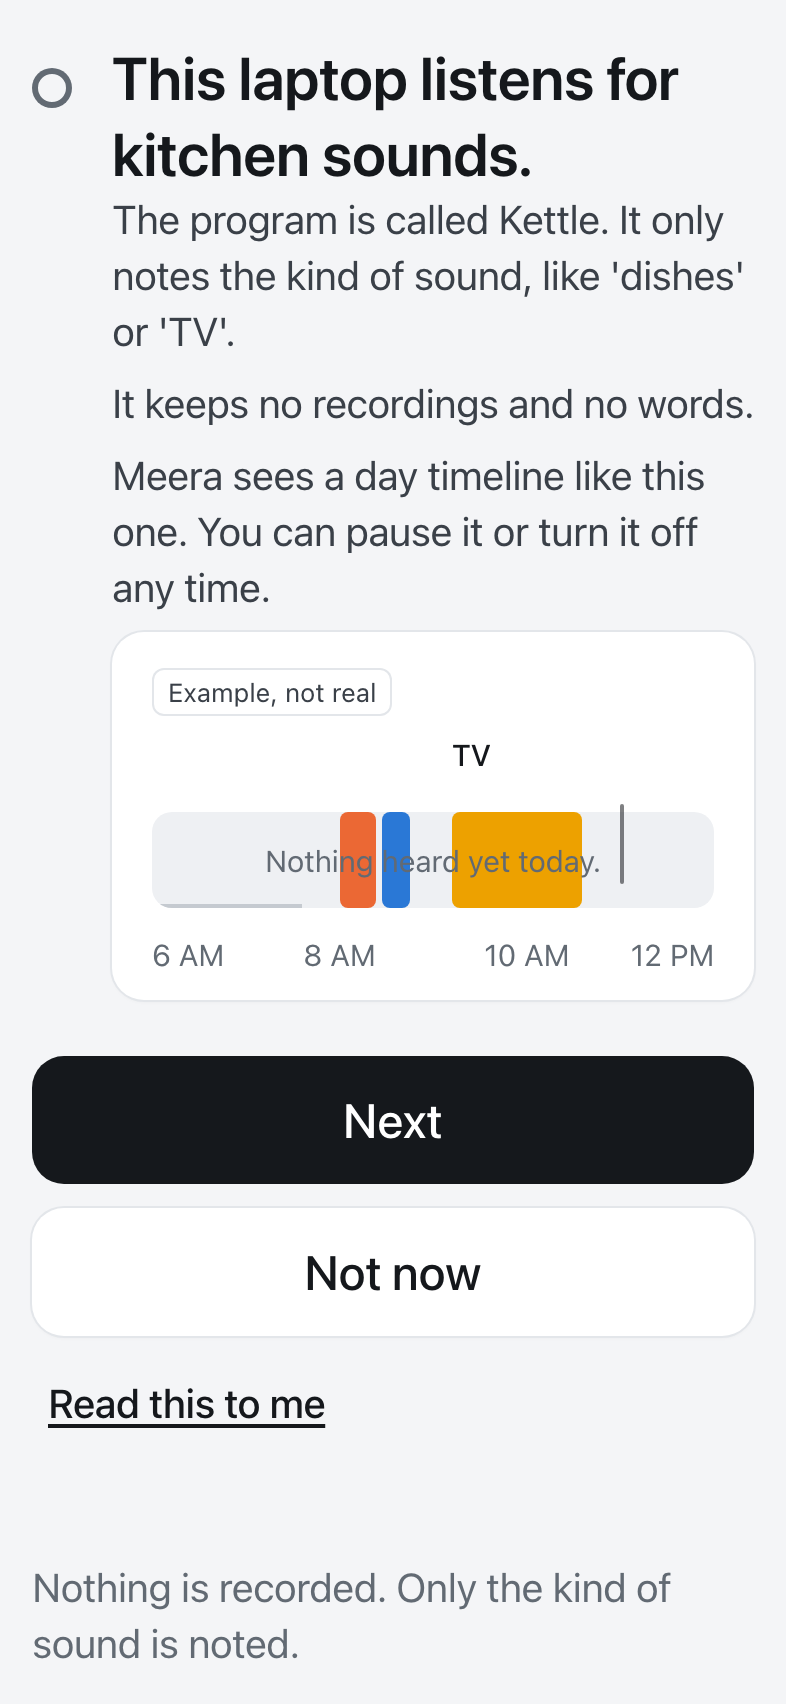 This laptop listens for
kitchen sounds.
The program is called Kettle. It only
notes the kind of sound, like 'dishes'
or 'TV'.
It keeps no recordings and no words.
Meera sees a day timeline like this
one. You can pause it or turn it off
any time.
Example, not real
TV
Nothing heard yet today.
6 AM 8 AM 10 AM 12 PM
Next
Not now
Read this to me
Nothing is recorded. Only the kind of
sound is noted.